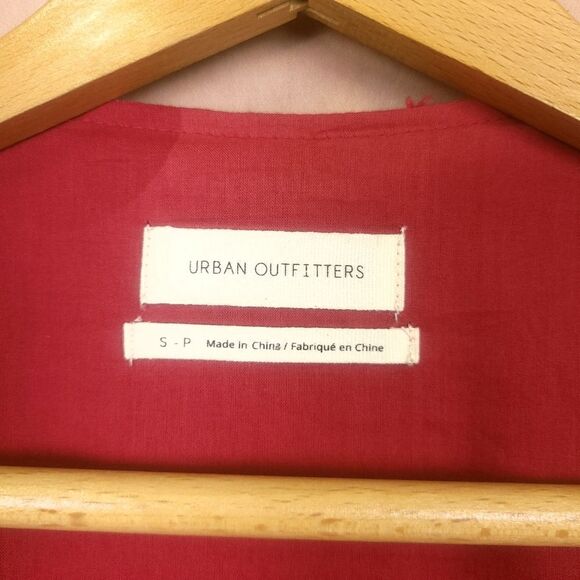 URBAN OUTFITTERS
S - P Made in China / Fabriqué en Chine